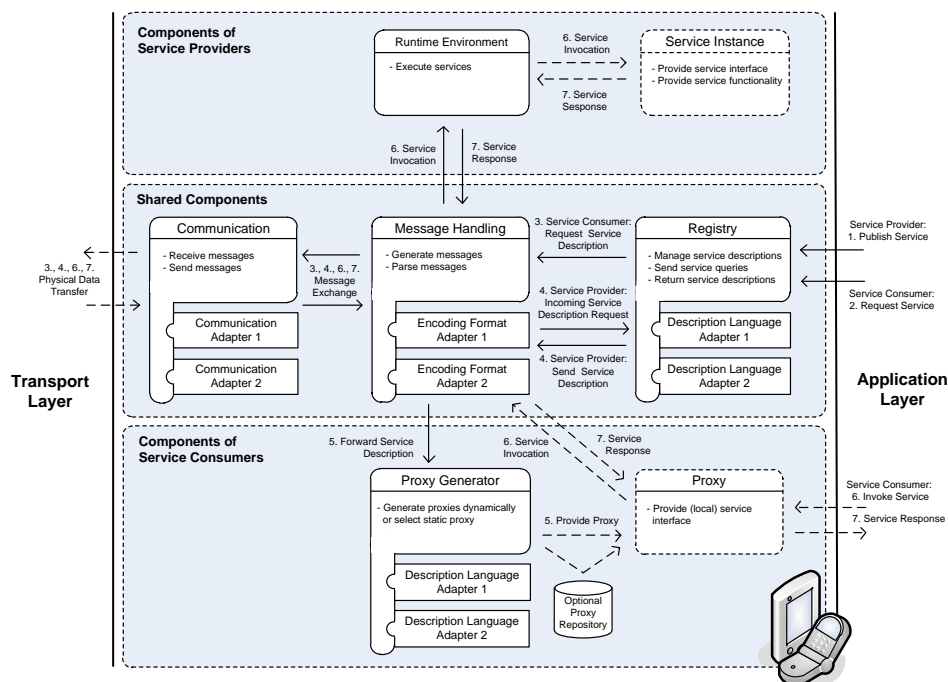 Components of
Service Providers
Runtime Environment
- Execute services
6. Service
Invocation
7. Service
Sesponse
Service Instance
- Provide service interface
- Provide service functionality
6. Service
Invocation
7. Service
Response
Shared Components
Communication
- Receive messages
- Send messages
Communication
Adapter 1
Communication
Adapter 2
3., 4., 6., 7.
Physical Data
Transfer
3., 4., 6., 7.
Message
Exchange
Message Handling
- Generate messages
- Parse messages
Encoding Format
Adapter 1
Encoding Format
Adapter 2
3. Service Consumer:
Request Service
Description
4. Service Provider:
Incoming Service
Description Request
4. Service Provider:
Send Service
Description
Registry
- Manage service descriptions
- Send service queries
- Return service descriptions
Description Language
Adapter 1
Description Language
Adapter 2
Service Provider:
1. Publish Service
Service Consumer:
2. Request Service
Transport
Layer
Application
Layer
Components of
Service Consumers
5. Forward Service
Description
6. Service
Invocation
7. Service
Response
Proxy Generator
- Generate proxies dynamically
or select static proxy
Description Language
Adapter 1
Description Language
Adapter 2
5. Provide Proxy
Optional
Proxy
Repository
Proxy
- Provide (local) service
interface
Service Consumer:
6. Invoke Service
7. Service Response